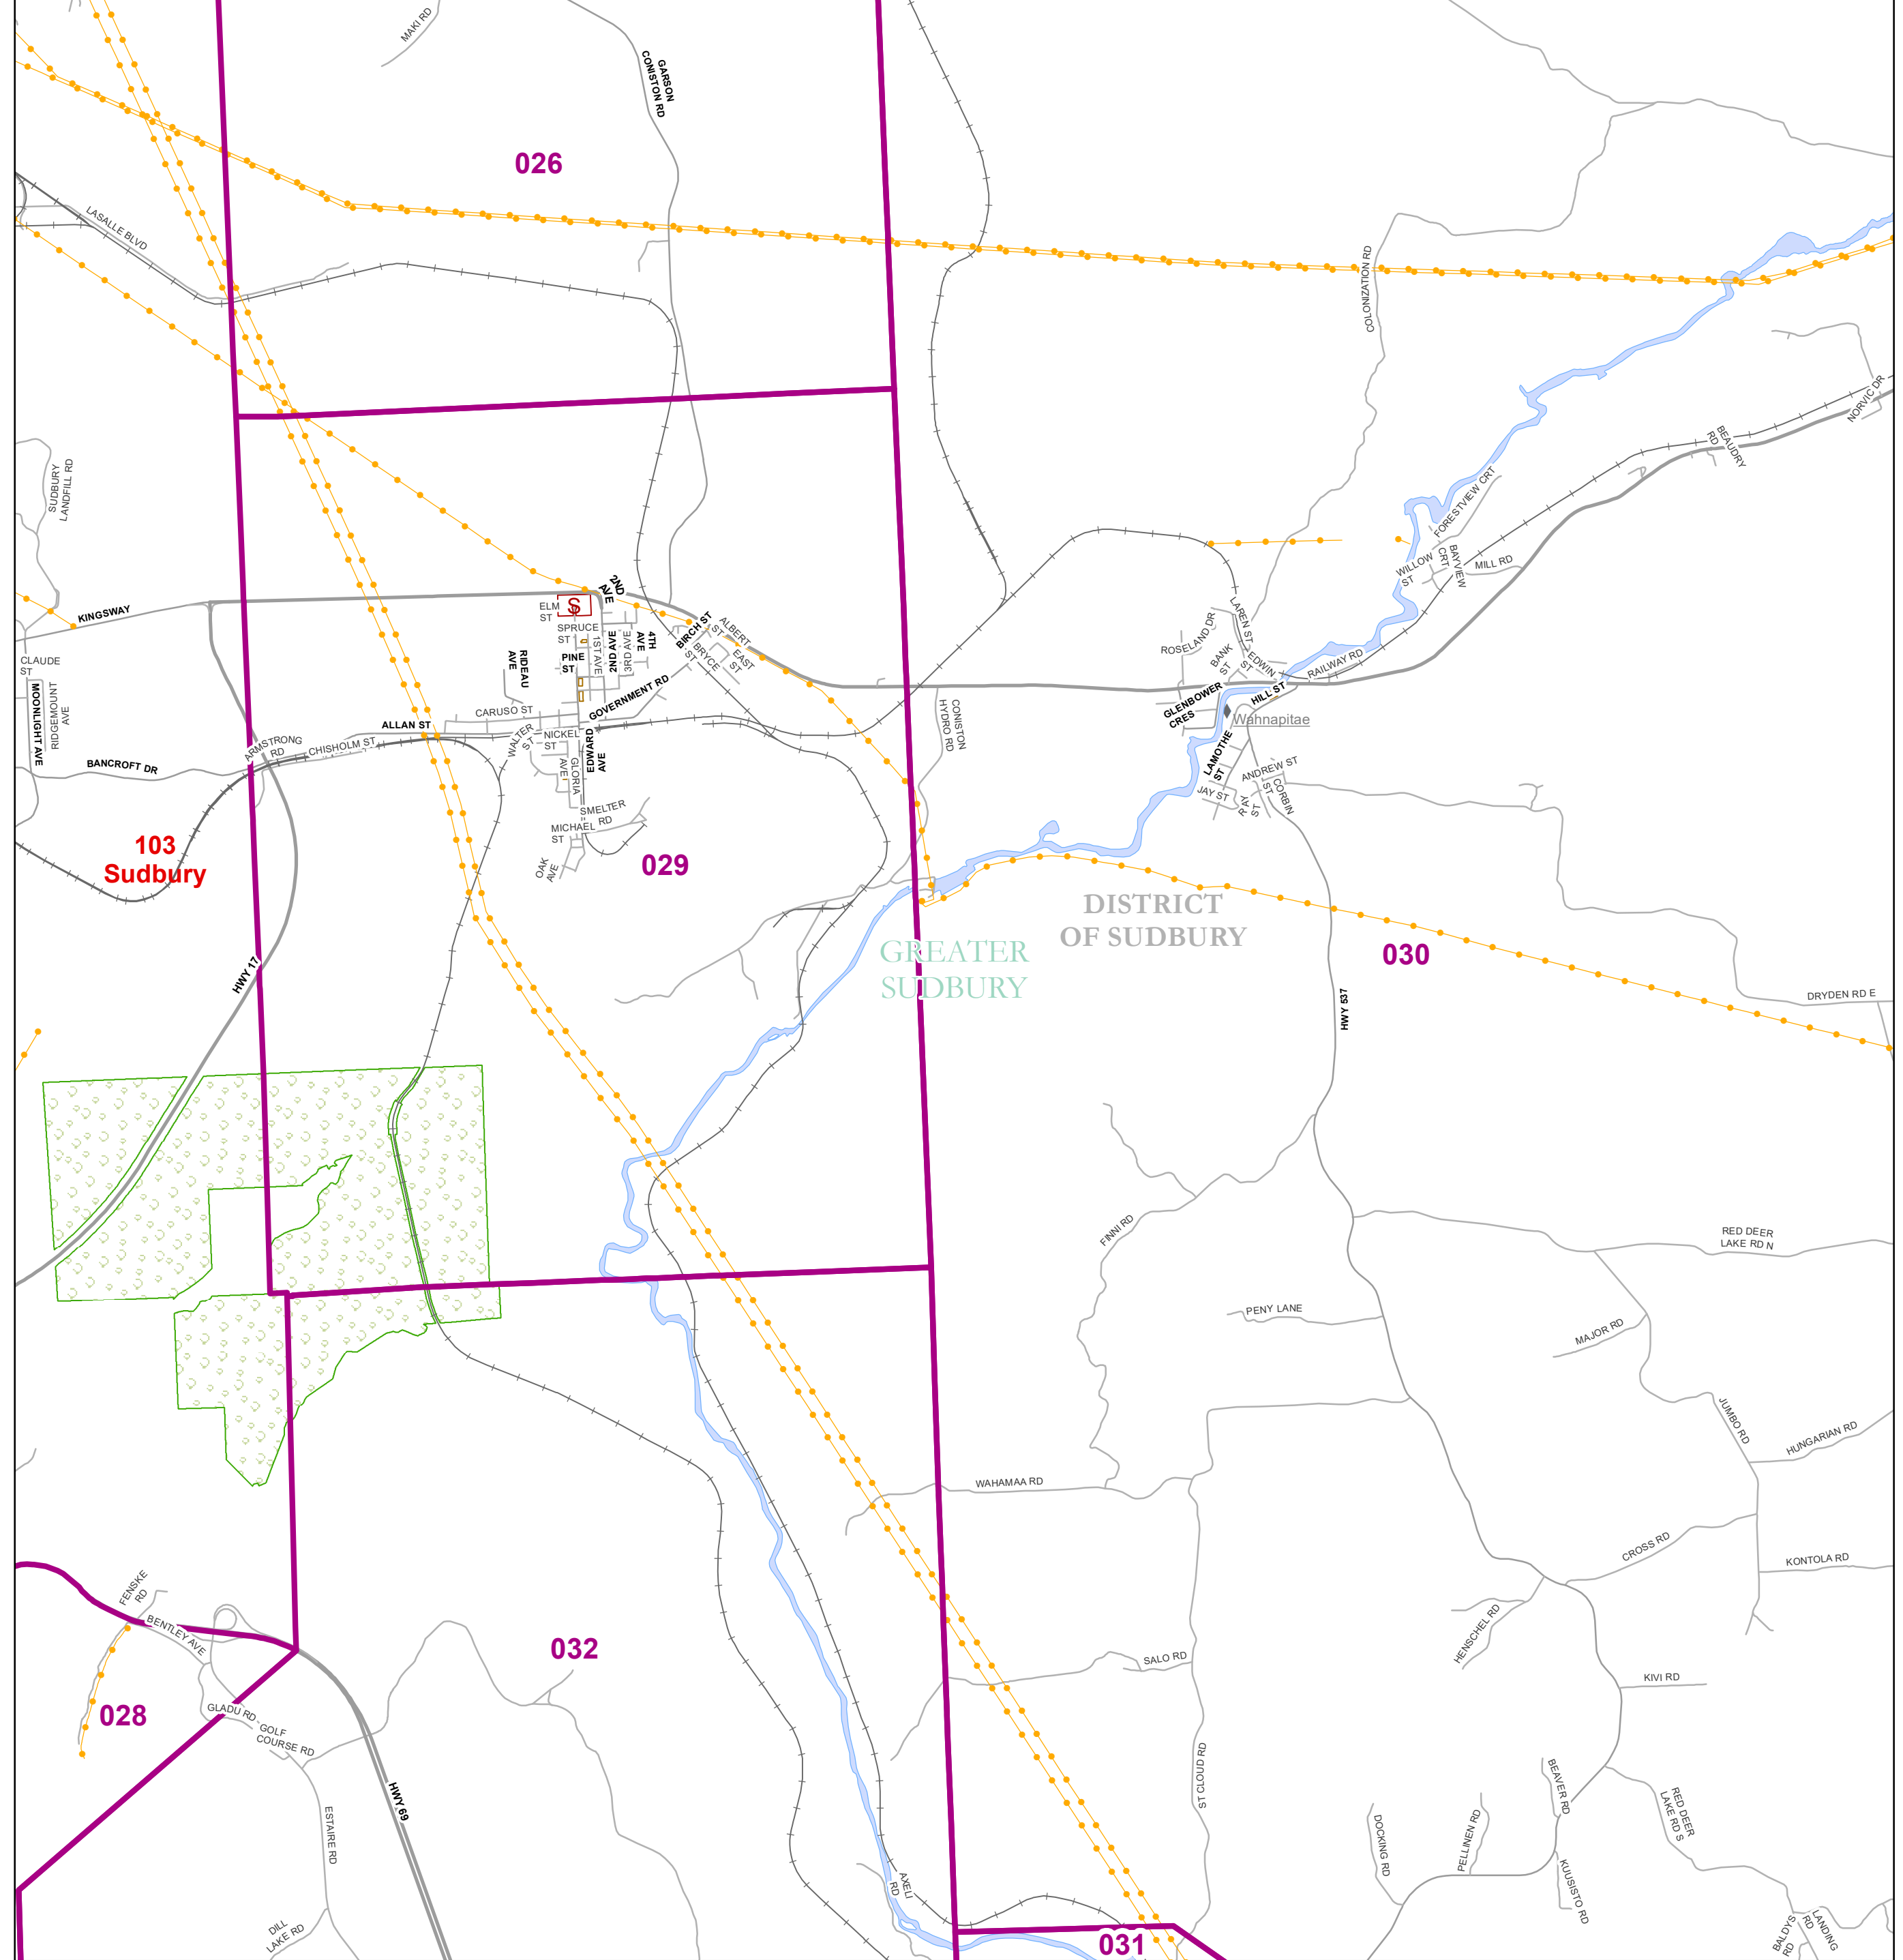 MAKI RD
GARSON
CONISTON RD
026
LASALLE BLVD
COLONIZATION RD
NORVIC DR
BEAUDRY
RD
SUDBURY
LANDFILL RD
FORESTVIEW CRT
WILLOW
ST
BAYVIEW
CRT
MILL RD
KINGSWAY
2ND
AVE
ELM
ST
SPRUCE
ST
1ST AVE
2ND AVE
3RD AVE
4TH
AVE
PINE
ST
RIDEAU
AVE
BIRCH ST
ALBERT
ST
BRYCE
ST
EAST
ST
LAREN ST
ROSELAND DR
BANK
ST
EDWIN
ST
RAILWAY RD
CLAUDE
ST
MOONLIGHT AVE
RIDGEMOUNT
AVE
GOVERNMENT RD
CARUSO ST
ALLAN ST
GLENBOWER
CRES
HILL ST
Wahnapitae
CONISTON
HYDRO RD
ARMSTRONG
RD
CHISHOLM ST
WALTER
ST
NICKEL
ST
EDWARD
AVE
GLORIA
AVE
BANCROFT DR
LAMOTHE
ST
ANDREW ST
JAY ST
RAY
ST
CORBIN
ST
SMELTER
RD
MICHAEL
ST
OAK
AVE
103
Sudbury
029
DISTRICT
OF SUDBURY
GREATER
SUDBURY
030
HWY 17
HWY 537
DRYDEN RD E
FINNI RD
RED DEER
LAKE RD N
PENY LANE
MAJOR RD
JUMBO RD
HUNGARIAN RD
WAHAMAA RD
CROSS RD
KONTOLA RD
FENSKE
RD
BENTLEY AVE
HENSCHEL RD
032
SALO RD
KIVI RD
028
GLADU RD
GOLF
COURSE RD
HWY 69
ESTAIRE RD
ST CLOUD RD
BEAVER RD
RED DEER
LAKE RD S
DOCKING RD
PELLINEN RD
KUUSISTO RD
AXELI
RD
DILL
LAKE RD
031
BALDYS
RD
LANDING
RD